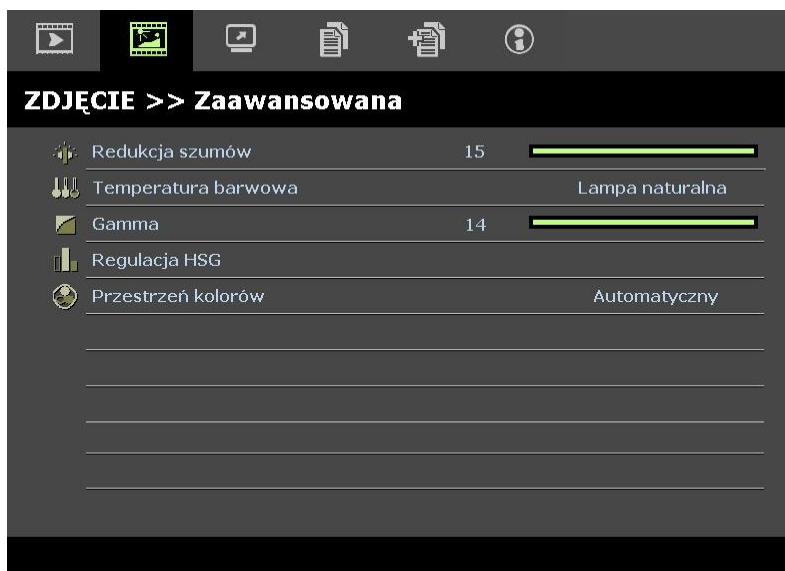 ZDJĘCIE >> Zaawansowana
Redukcja szumów 15
Temperatura barwowa Lampa naturalna
Gamma 14
Regulacja HSG
Przestrzeń kolorów Automatyczny